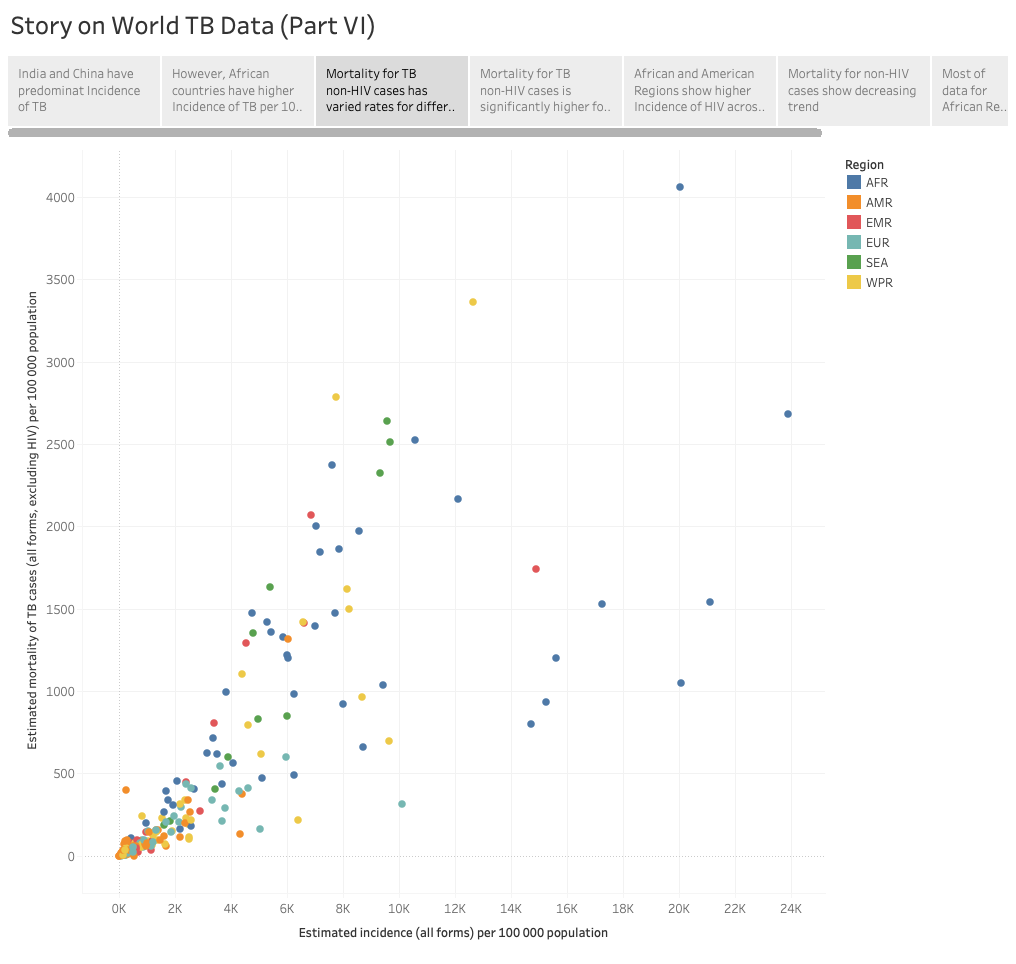 Story on World TB Data (Part VI)
India and China have
predominat Incidence
of TB
However, African
countries have higher
Incidence of TB per 10..
Mortality for TB
non-HIV cases has
varied rates for differ..
Mortality for TB
non-HIV cases is
significantly higher fo..
African and American
Regions show higher
Incidence of HIV acros..
Mortality for non-HIV
cases show decreasing
trend
Most of
data for
African Re..
Region
AFR
AMR
EMR
EUR
SEA
WPR
Estimated mortality of TB cases (all forms, excluding HIV) per 100 000 population
4000
3500
3000
2500
2000
1500
1000
500
0
0K
2K
4K
6K
8K
10K
12K
14K
16K
18K
20K
22K
24K
Estimated incidence (all forms) per 100 000 population